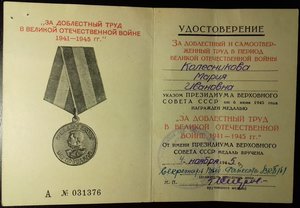 „ЗА ДОБЛЕСТНЫЙ ТРУД
В ВЕЛИКОЙ ОТЕЧЕСТВЕННОЙ ВОЙНЕ
1941—1945 гг.“
А № 031376
УДОСТОВЕРЕНИЕ
ЗА ДОБЛЕСТНЫЙ И САМООТВЕР-
ЖЕННЫЙ ТРУД В ПЕРИОД
ВЕЛИКОЙ ОТЕЧЕСТВЕННОЙ ВОЙНЫ
Колесникова
Мария
Ивановна
УКАЗОМ ПРЕЗИДИУМА ВЕРХОВНОГО
СОВЕТА СССР от 6 июня 1945 года
НАГРАЖДЕН МЕДАЛЬЮ
„ЗА ДОБЛЕСТНЫЙ ТРУД
В ВЕЛИКОЙ ОТЕЧЕСТВЕННОЙ
ВОЙНЕ 1941—1945 гг.“
От имени ПРЕЗИДИУМА ВЕРХОВНОГО
СОВЕТА СССР МЕДАЛЬ ВРУЧЕНА
ноября
Секретарь